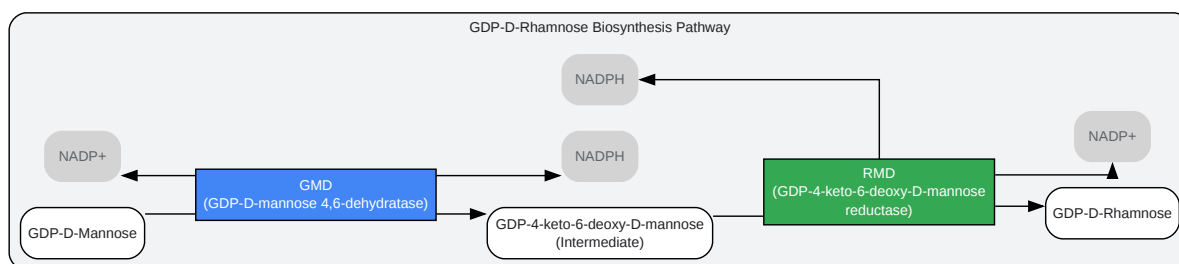 GDP-D-Rhamnose Biosynthesis Pathway
NADPH
NADP+
NADP+
NADPH
GMD
(GDP-D-mannose 4,6-dehydratase)
RMD
(GDP-4-keto-6-deoxy-D-mannose
reductase)
GDP-D-Mannose
GDP-4-keto-6-deoxy-D-mannose
(Intermediate)
GDP-D-Rhamnose